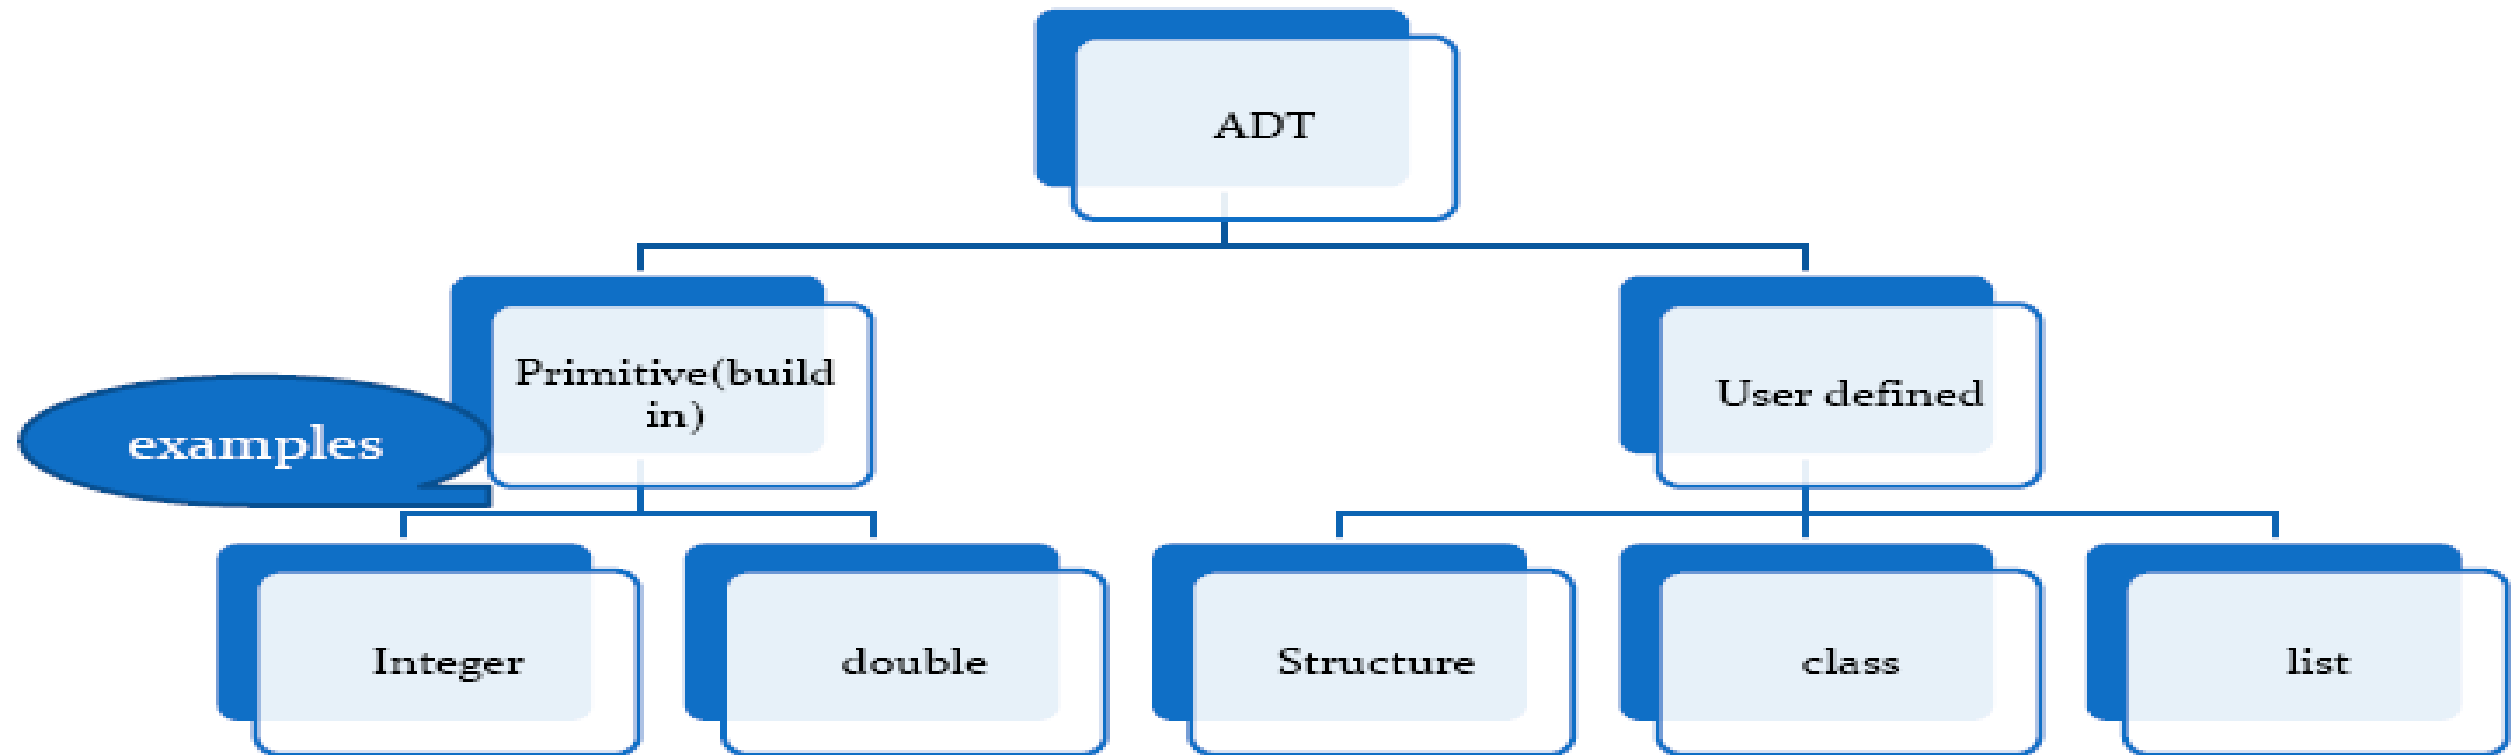 ADT
Primitive(build
in)
User defined
examples
Integer
double
Structure
class
list